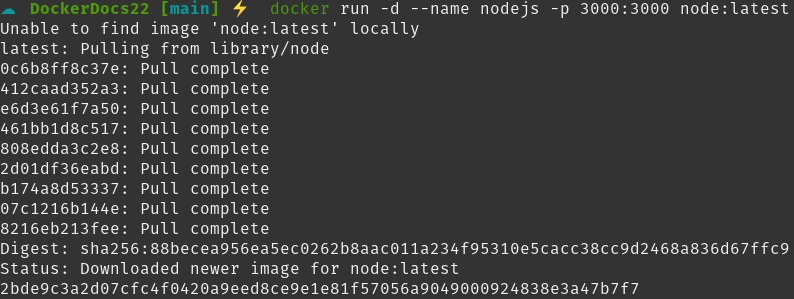 DockerDocs22 [main] ⚡ docker run -d --name nodejs -p 3000:3000 node:latest
Unable to find image 'node:latest' locally
latest: Pulling from library/node
0c6b8ff8c37e: Pull complete
412caad352a3: Pull complete
e6d3e61f7a50: Pull complete
461bb1d8c517: Pull complete
808edda3c2e8: Pull complete
2d01df36eabd: Pull complete
b174a8d53337: Pull complete
07c1216b144e: Pull complete
8216eb213fee: Pull complete
Digest: sha256:88becea956ea5ec0262b8aac011a234f95310e5cacc38cc9d2468a836d67ffc9
Status: Downloaded newer image for node:latest
2bde9c3a2d07cfc4f0420a9eed8ce9e1e81f57056a9049000924838e3a47b7f7